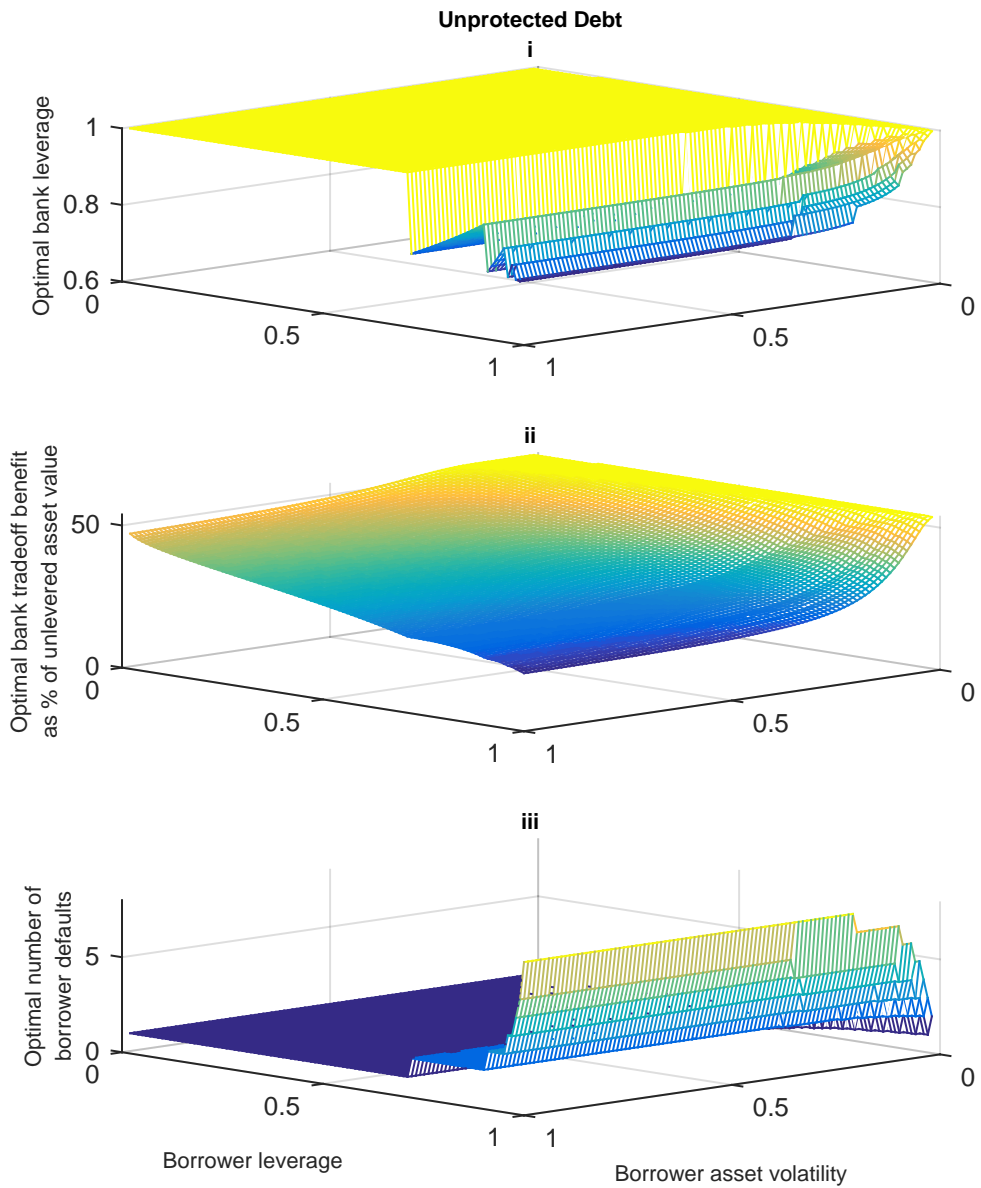 Unprotected Debt
i
Optimal bank leverage
1
0.8
0.6
0
0.5
1
1
0.5
0
ii
Optimal bank tradeoff benefit
as % of unlevered asset value
50
0
0
0.5
1
1
0.5
0
iii
Optimal number of
borrower defaults
5
0
0
0.5
1
1
0.5
0
Borrower leverage
Borrower asset volatility